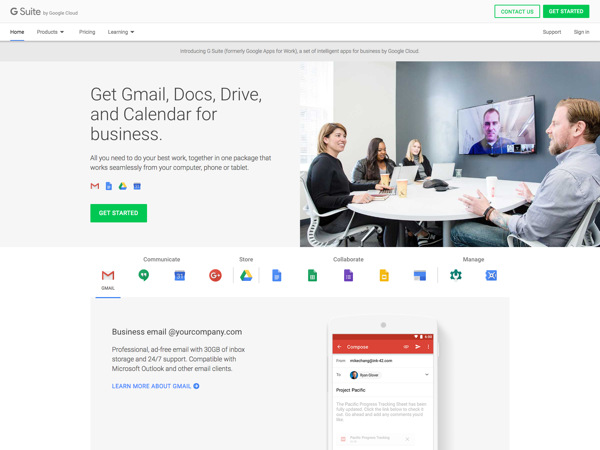 G Suite by Google Cloud
CONTACT US
GET STARTED
Home
Products
Pricing
Learning
Support
Sign in
Introducing G Suite (formerly Google Apps for Work), a set of intelligent apps for business by Google Cloud.
Get Gmail, Docs, Drive,
and Calendar for
business.
All you need to do your best work, together in one package that
works seamlessly from your computer, phone or tablet.
GET STARTED
Communicate
Store
Collaborate
Manage
GMAIL
Business email @yourcompany.com
Professional, ad-free email with 30GB of inbox
storage and 24/7 support. Compatible with
Microsoft Outlook and other email clients.
LEARN MORE ABOUT GMAIL
Compose
From
mikechang@ink-42.com
To
Ryan Glover
Project Pacific
The Pacific Progress Tracking Sheet has been
fully updated. Click the link below to check it
out. Go ahead and add any comments you'd
like.
Pacific Progress Tracking